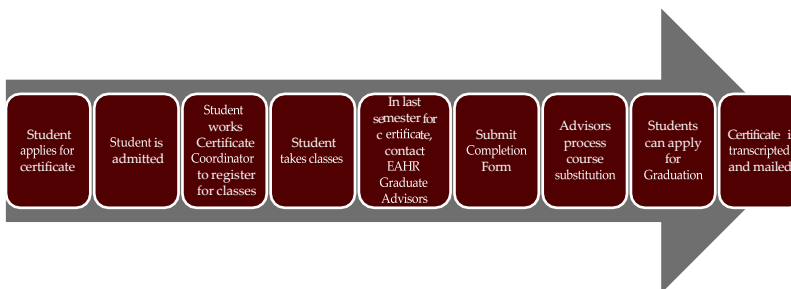 Student
applies for
certificate
Student is
admitted
Student
works
Certificate
Coordinator
to register
for classes
Student
takes classes
In last
semester for
certificate,
contact
EAHR
Graduate
Advisors
Submit
Completion
Form
Advisors
process
course
substitution
Students
can apply
for
Graduation
Certificate i
transcripted
and mailed